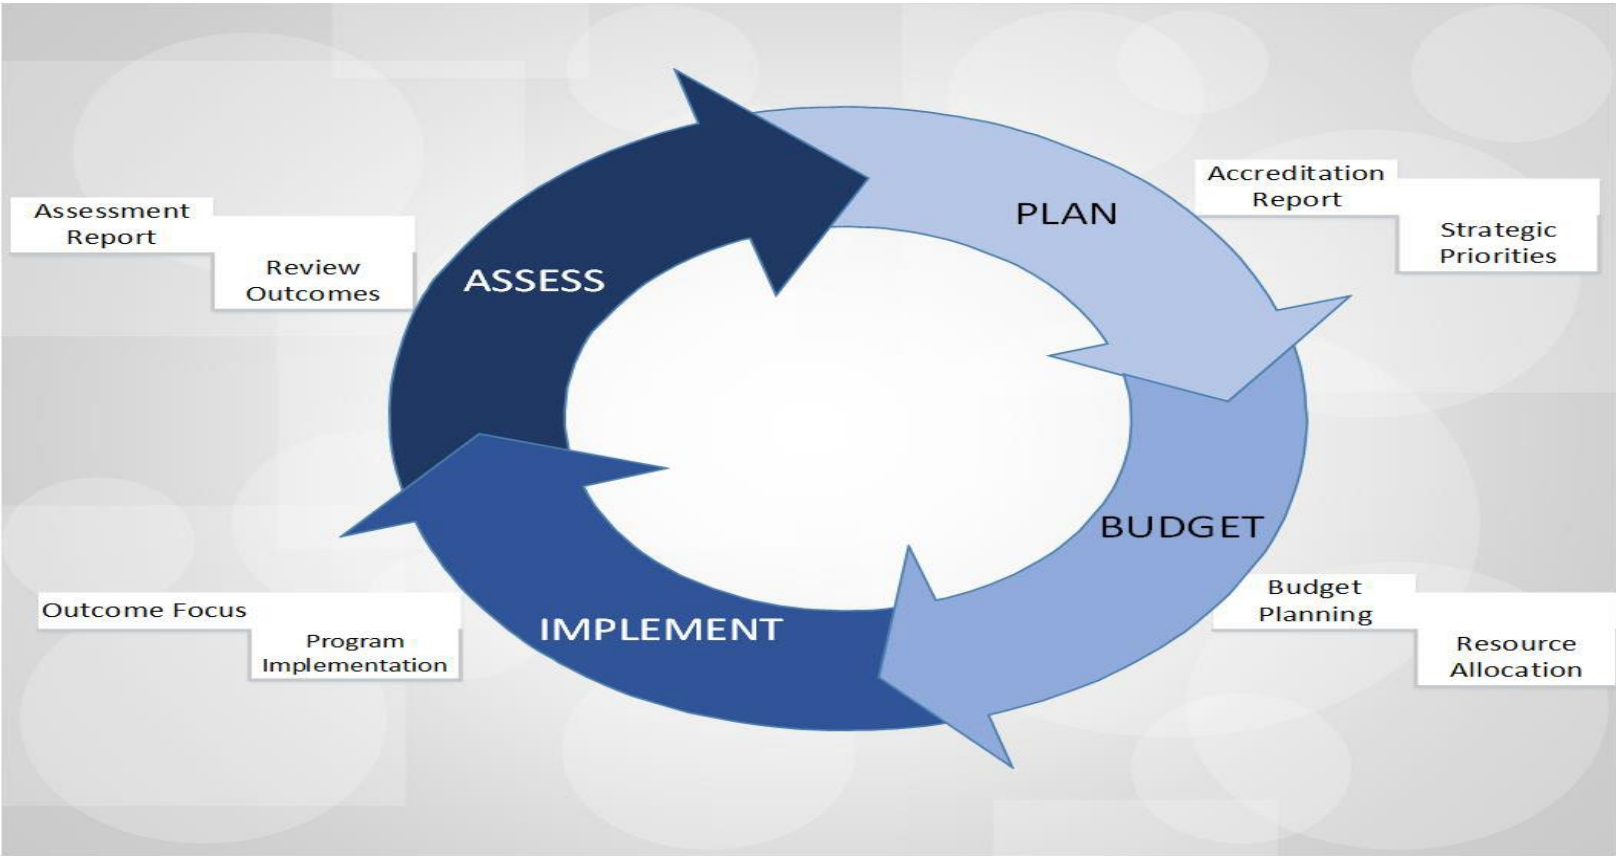 PLAN
Accreditation
Report
Strategic
Priorities
BUDGET
Budget
Planning
Resource
Allocation
IMPLEMENT
Outcome Focus
Program
Implementation
ASSESS
Assessment
Report
Review
Outcomes